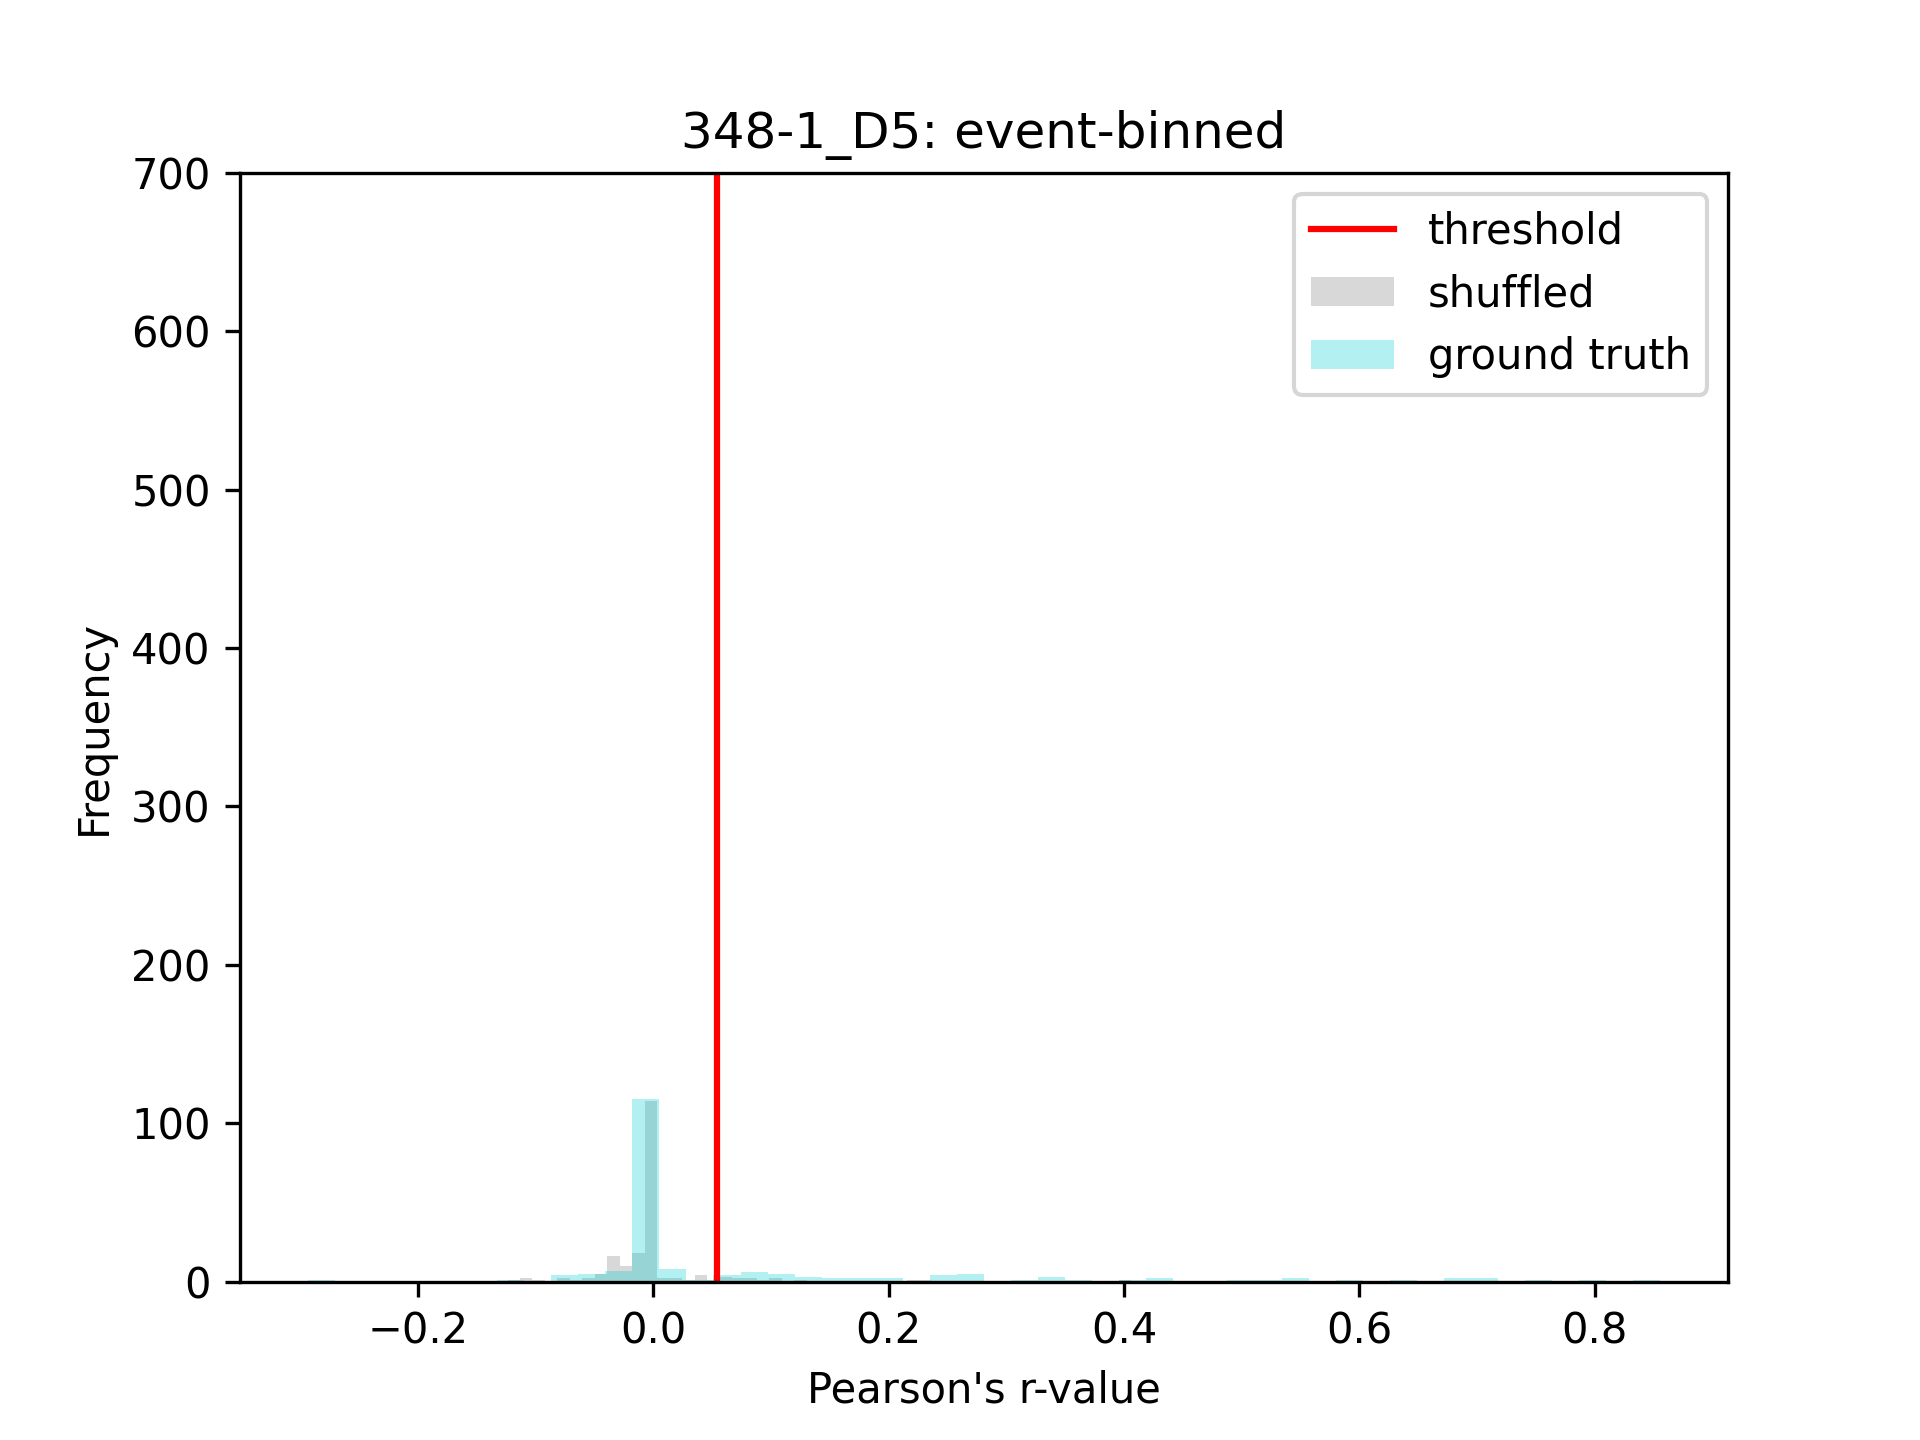 348-1_D5: event-binned
700
600
500
400
300
200
100
0
Frequency
threshold
shuffled
ground truth
−0.2 0.0 0.2 0.4 0.6 0.8
Pearson's r-value